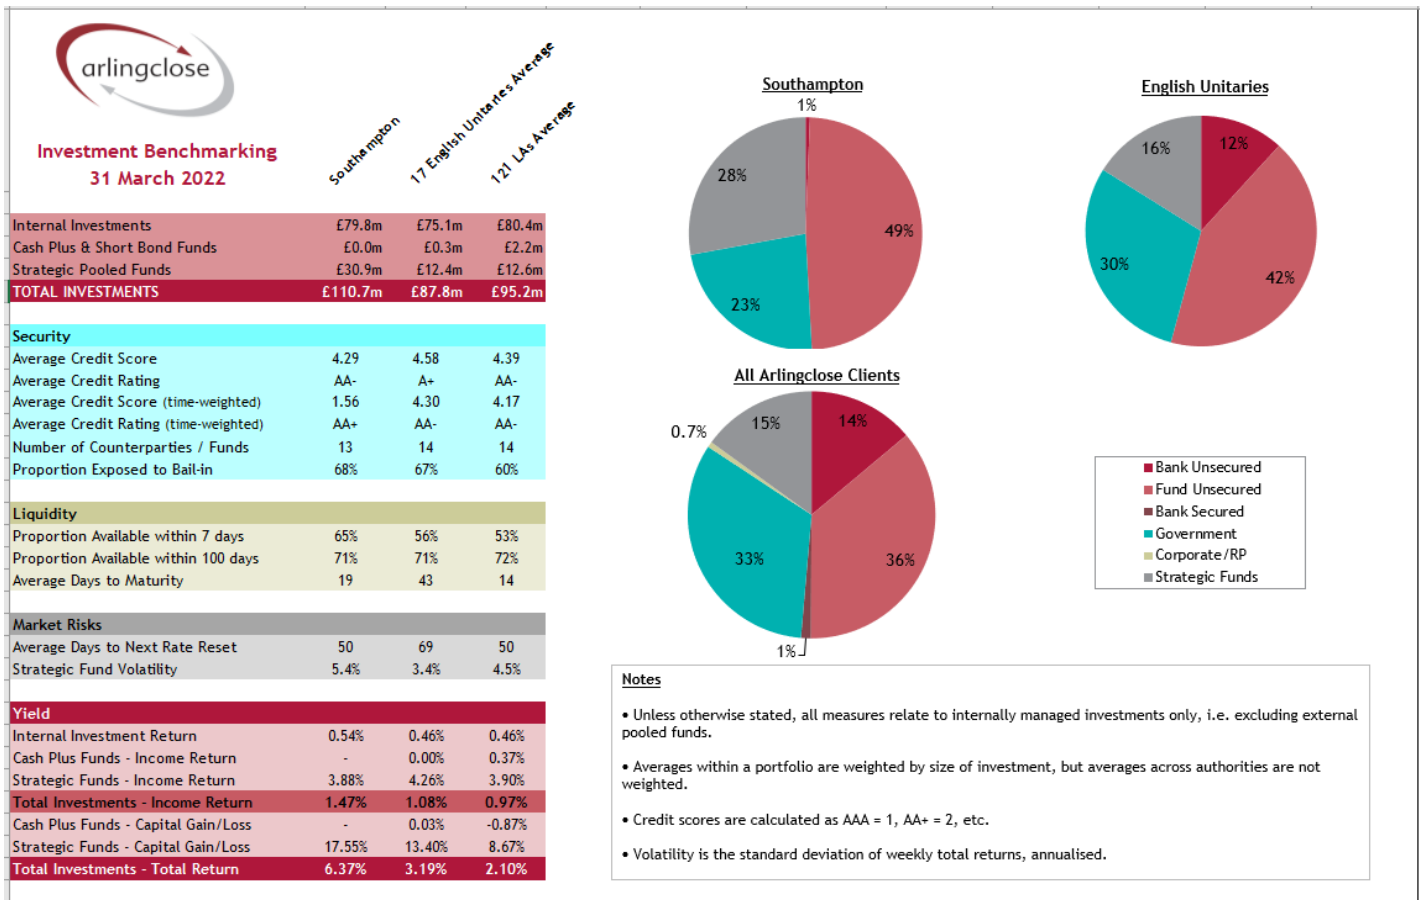 arlingclose
Investment Benchmarking
31 March 2022
Southampton
17 English Unitaries Average
121 LAs Average
Internal Investments £79.8m £75.1m £80.4m
Cash Plus & Short Bond Funds £0.0m £0.3m £2.2m
Strategic Pooled Funds £30.9m £12.4m £12.6m
TOTAL INVESTMENTS £110.7m £87.8m £95.2m
Security
Average Credit Score 4.29 4.58 4.39
Average Credit Rating AA- A+ AA-
Average Credit Score (time-weighted) 1.56 4.30 4.17
Average Credit Rating (time-weighted) AA+ AA- AA-
Number of Counterparties / Funds 13 14 14
Proportion Exposed to Bail-in 68% 67% 60%
Liquidity
Proportion Available within 7 days 65% 56% 53%
Proportion Available within 100 days 71% 71% 72%
Average Days to Maturity 19 43 14
Market Risks
Average Days to Next Rate Reset 50 69 50
Strategic Fund Volatility 5.4% 3.4% 4.5%
Yield
Internal Investment Return 0.54% 0.46% 0.46%
Cash Plus Funds - Income Return - 0.00% 0.37%
Strategic Funds - Income Return 3.88% 4.26% 3.90%
Total Investments - Income Return 1.47% 1.08% 0.97%
Cash Plus Funds - Capital Gain/Loss - 0.03% -0.87%
Strategic Funds - Capital Gain/Loss 17.55% 13.40% 8.67%
Total Investments - Total Return 6.37% 3.19% 2.10%
Southampton
1%
28%
49%
23%
English Unitaries
16%
12%
30%
42%
All Arlingclose Clients
0.7%
15%
14%
33%
36%
1%
Bank Unsecured
Fund Unsecured
Bank Secured
Government
Corporate/RP
Strategic Funds
Notes
• Unless otherwise stated, all measures relate to internally managed investments only, i.e. excluding external
pooled funds.
• Averages within a portfolio are weighted by size of investment, but averages across authorities are not
weighted.
• Credit scores are calculated as AAA = 1, AA+ = 2, etc.
• Volatility is the standard deviation of weekly total returns, annualised.